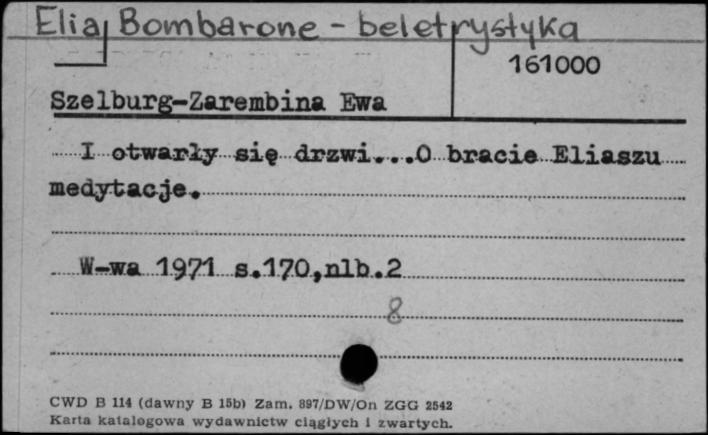 Elia Bombarone - beletrystyka
161000
Szelburg-Zarembina Ewa
I otwarły się drzwi...O bracie Eliaszu
medytacje.
W-wa 1971 s.170,nlb.2
8
CWD B 114 (dawny B 15b) Zam. 897/DW/On ZGG 2542
Karta katalogowa wydawnictw ciągłych i zwartych.